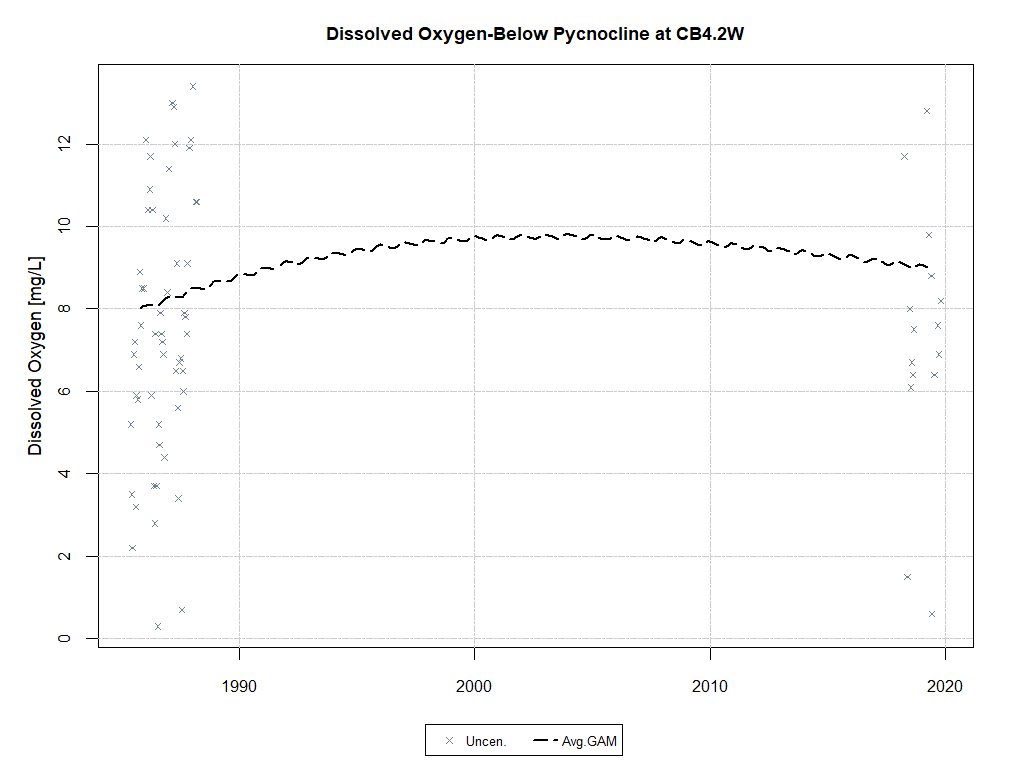 Dissolved Oxygen-Below Pycnocline at CB4.2W
Dissolved Oxygen [mg/L]
12
10
8
6
4
2
0
1990 2000 2010 2020
Uncen. Avg.GAM